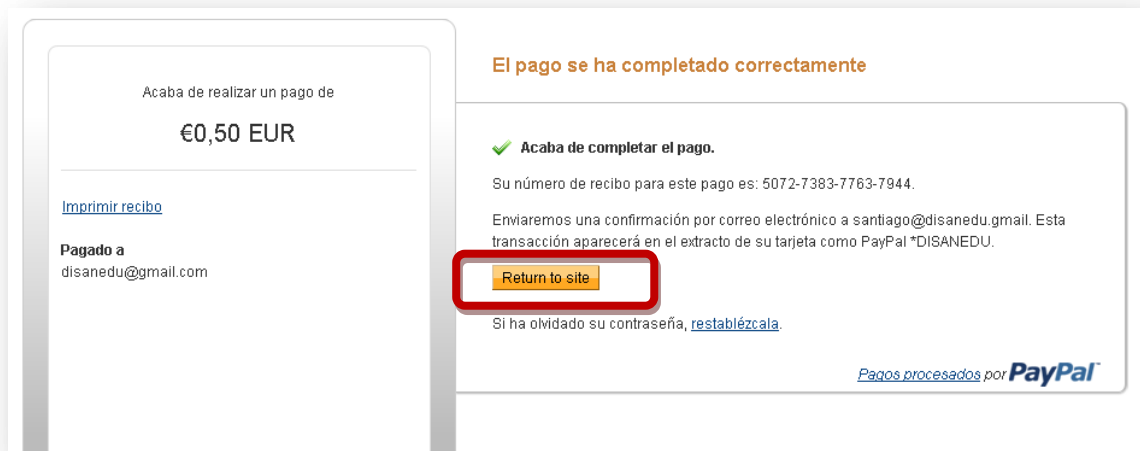 Acaba de realizar un pago de
€0,50 EUR
Imprimir recibo
Pagado a
disanedu@gmail.com
El pago se ha completado correctamente
Acaba de completar el pago.
Su número de recibo para este pago es: 5072-7383-7763-7944.
Enviaremos una confirmación por correo electrónico a santiago@disanedu.gmail. Esta
transacción aparecerá en el extracto de su tarjeta como PayPal *DISANEDU.
Return to site
Si ha olvidado su contraseña, restablézcala.
Pagos procesados por PayPal